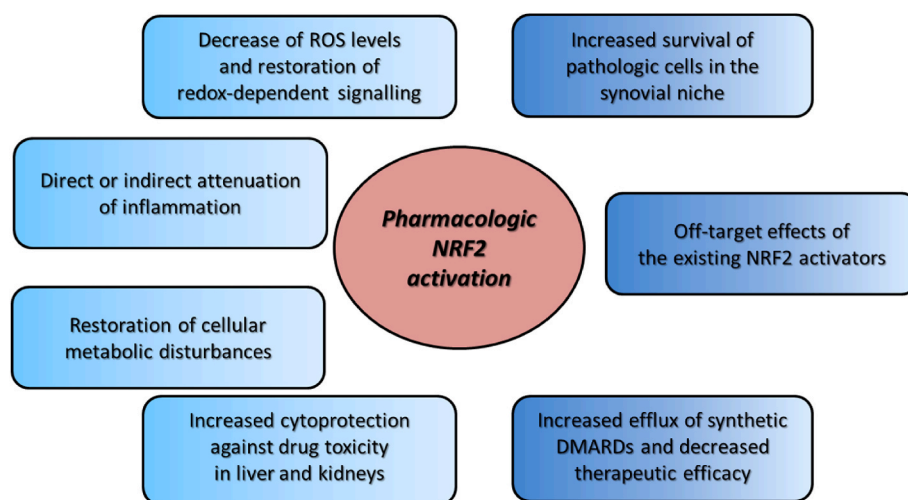 Decrease of ROS levels
and restoration of
redox-dependent signalling
Increased survival of
pathologic cells in the
synovial niche
Direct or indirect attenuation
of inflammation
Pharmacologic
NRF2
activation
Off-target effects of
the existing NRF2 activators
Restoration of cellular
metabolic disturbances
Increased cytoprotection
against drug toxicity
in liver and kidneys
Increased efflux of synthetic
DMARDs and decreased
therapeutic efficacy